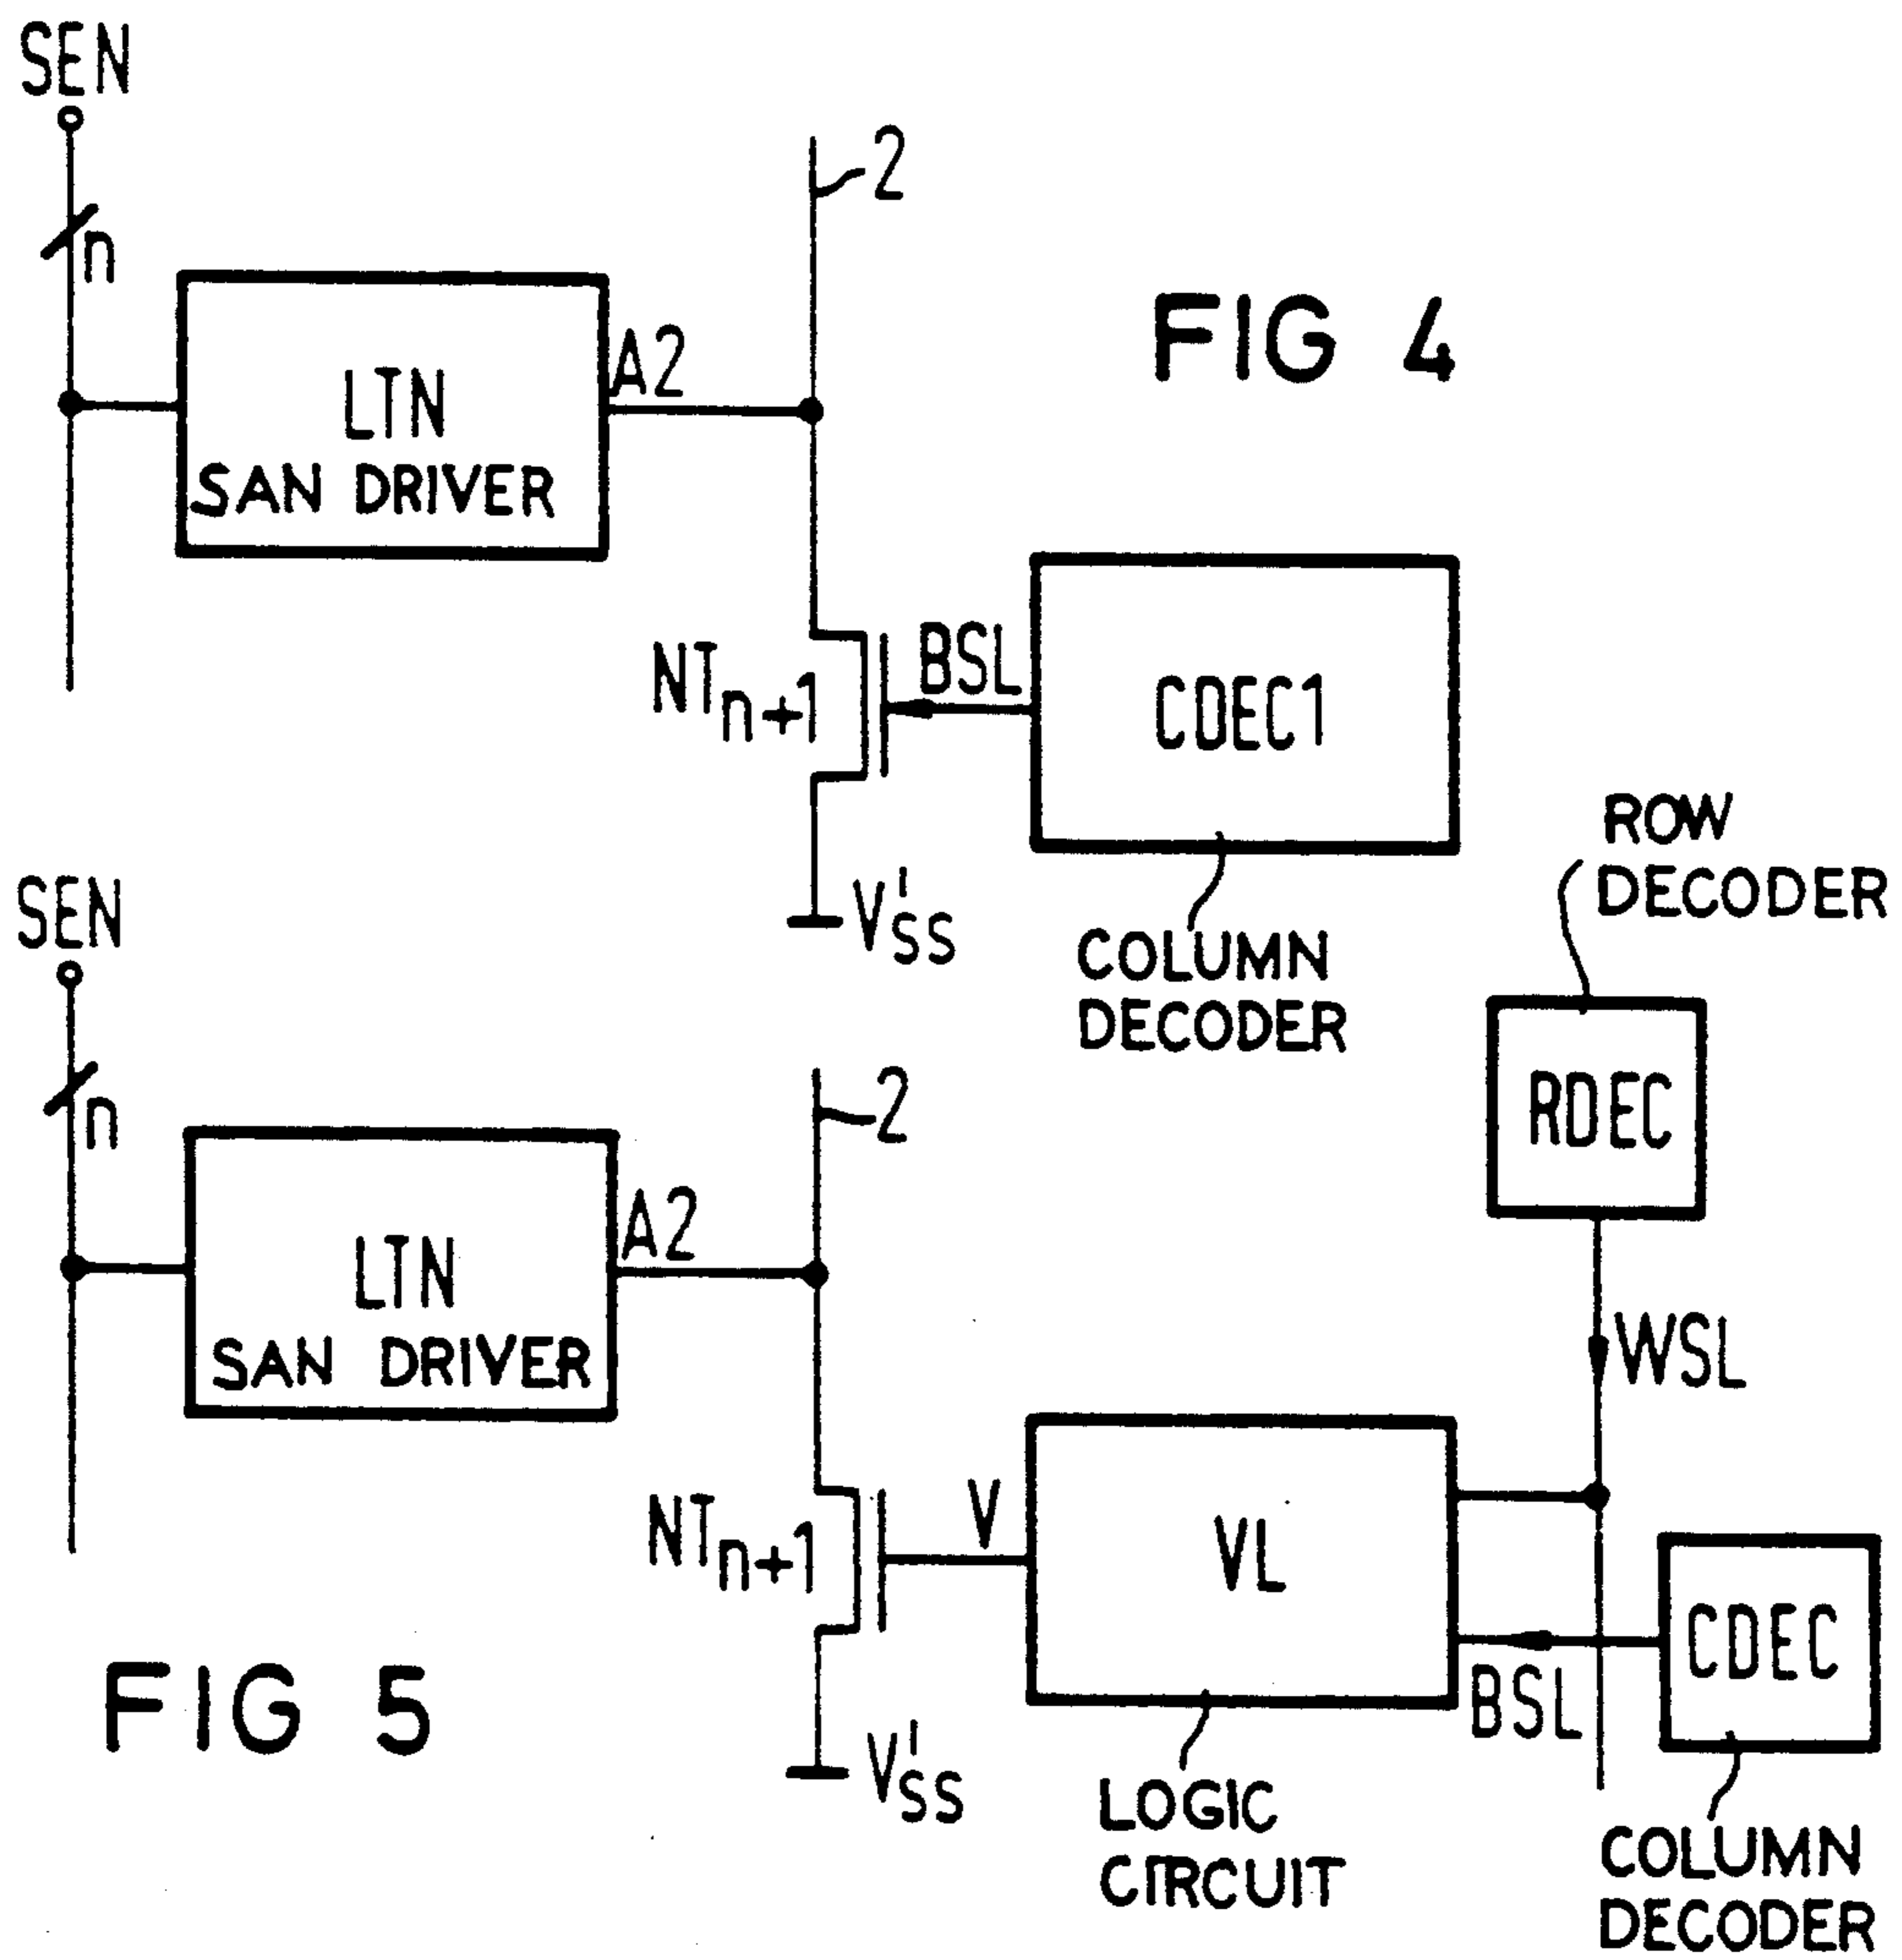 SEN
n
2
LTN
SAN DRIVER
A2
FIG 4
NTn+1
BSL
CDEC1
V'SS
COLUMN
DECODER
ROW
DECODER
SEN
n
2
LTN
SAN DRIVER
A2
RDEC
WSL
NTn+1
V
VL
CDEC
BSL
FIG 5
V'SS
LOGIC
CIRCUIT
COLUMN
DECODER